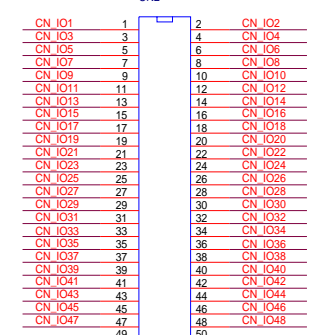 CN_IO1 1 2 CN_IO2
CN_IO3 3 4 CN_IO4
CN_IO5 5 6 CN_IO6
CN_IO7 7 8 CN_IO8
CN_IO9 9 10 CN_IO10
CN_IO11 11 12 CN_IO12
CN_IO13 13 14 CN_IO14
CN_IO15 15 16 CN_IO16
CN_IO17 17 18 CN_IO18
CN_IO19 19 20 CN_IO20
CN_IO21 21 22 CN_IO22
CN_IO23 23 24 CN_IO24
CN_IO25 25 26 CN_IO26
CN_IO27 27 28 CN_IO28
CN_IO29 29 30 CN_IO30
CN_IO31 31 32 CN_IO32
CN_IO33 33 34 CN_IO34
CN_IO35 35 36 CN_IO36
CN_IO37 37 38 CN_IO38
CN_IO39 39 40 CN_IO40
CN_IO41 41 42 CN_IO42
CN_IO43 43 44 CN_IO44
CN_IO45 45 46 CN_IO46
CN_IO47 47 48 CN_IO48
49 50